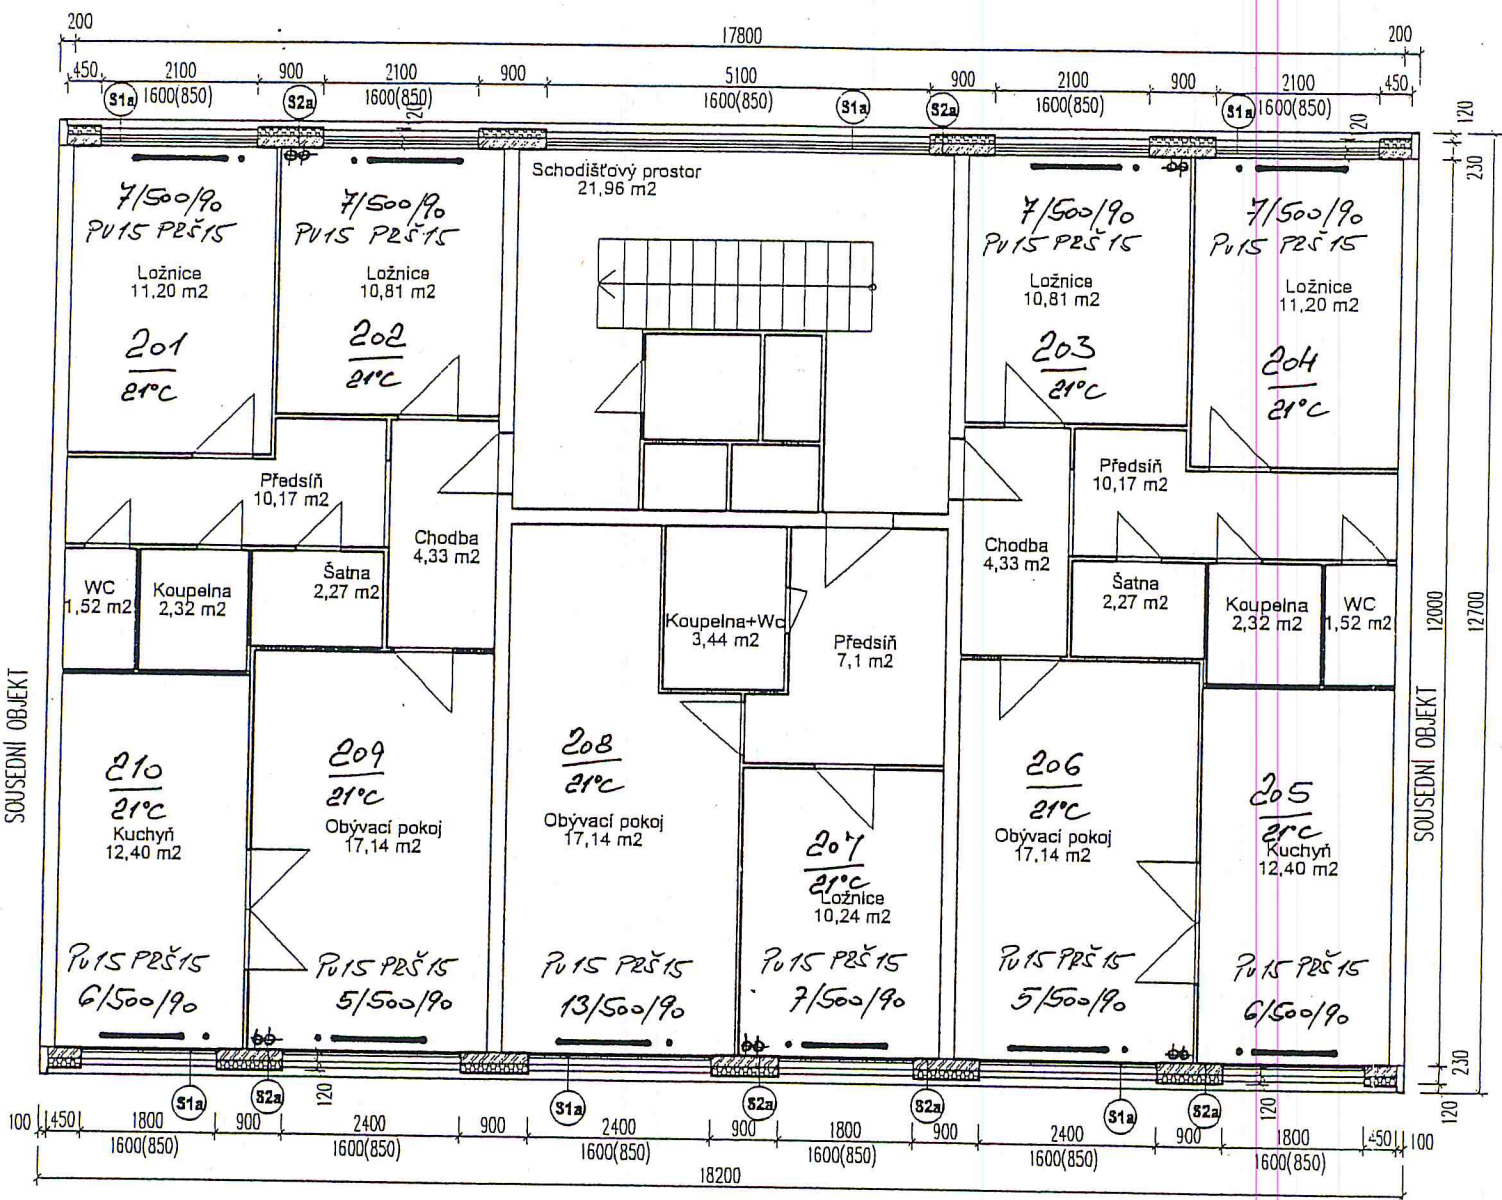 200
17800
200
450 2100 900 2100 900 5100 900 2100 900 2100 450
S1a 1600(850) S2a 1600(850) 1600(850) S1a S2a 1600(850) S1a 1600(850)
120
120
120
230
Schodišťový prostor
21,96 m2
7/500/90
PV15 PRŠ15
Ložnice
11,20 m2
201
21°C
7/500/90
PV15 PRŠ15
Ložnice
10,81 m2
202
21°C
7/500/90
PV15 PRŠ15
Ložnice
10,81 m2
203
21°C
7/500/90
PV15 PRŠ15
Ložnice
11,20 m2
204
21°C
Předsíň
10,17 m2
Chodba
4,33 m2
WC
1,52 m2
Koupelna
2,32 m2
Šatna
2,27 m2
Koupelna+Wc
3,44 m2
Předsíň
7,1 m2
Předsíň
10,17 m2
Chodba
4,33 m2
Šatna
2,27 m2
Koupelna
2,32 m2
WC
1,52 m2
12000
12700
SOUSEDNÍ OBJEKT
SOUSEDNÍ OBJEKT
210
21°C
Kuchyň
12,40 m2
PV15 PRŠ15
6/500/90
209
21°C
Obývací pokoj
17,14 m2
PV15 PRŠ15
5/500/90
208
21°C
Obývací pokoj
17,14 m2
PV15 PRŠ15
13/500/90
207
21°C
Ložnice
10,24 m2
PV15 PRŠ15
7/500/90
206
21°C
Obývací pokoj
17,14 m2
PV15 PRŠ15
5/500/90
205
21°C
Kuchyň
12,40 m2
PV15 PRŠ15
6/500/90
230
120
120
120
S1a S2a S1a S2a S2a S1a S2a
100 450 1800 900 2400 900 2400 900 1800 900 2400 900 1800 450 100
1600(850) 1600(850) 1600(850) 1600(850) 1600(850) 1600(850)
18200